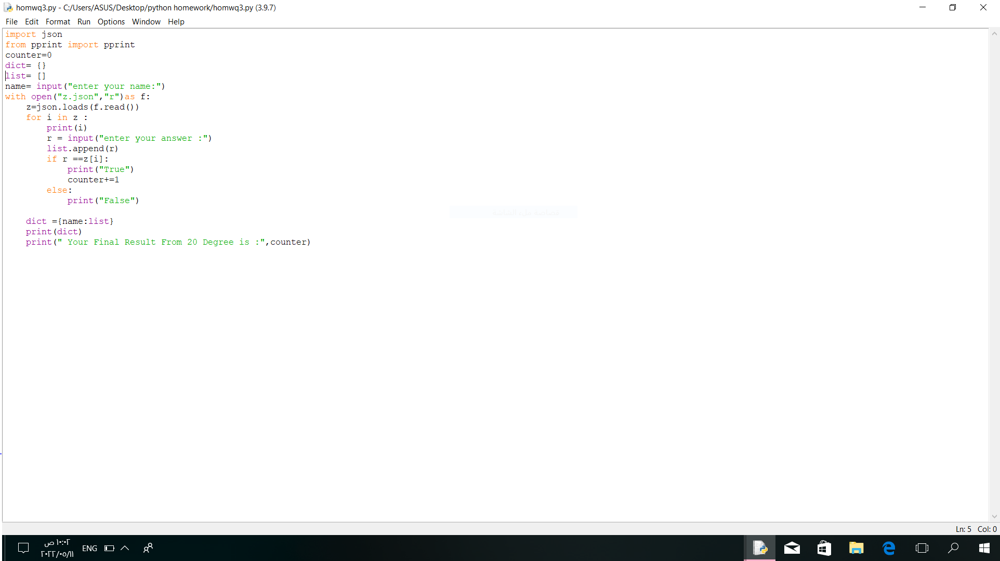 homwq3.py - C:/Users/ASUS/Desktop/python homework/homwq3.py (3.9.7)
File Edit Format Run Options Window Help
import json
from pprint import pprint
counter=0
dict= {}
list= []
name= input("enter your name:")
with open("z.json","r")as f:
    z=json.loads(f.read())
    for i in z :
        print(i)
        r = input("enter your answer :")
        list.append(r)
        if r ==z[i]:
            print("True")
            counter+=1
        else:
            print("False")
    dict ={name:list}
    print(dict)
    print(" Your Final Result From 20 Degree is :",counter)
Ln: 5 Col: 0
١٠:٠٢ ص
ENG
٢٠٢٢/٠٥/١١